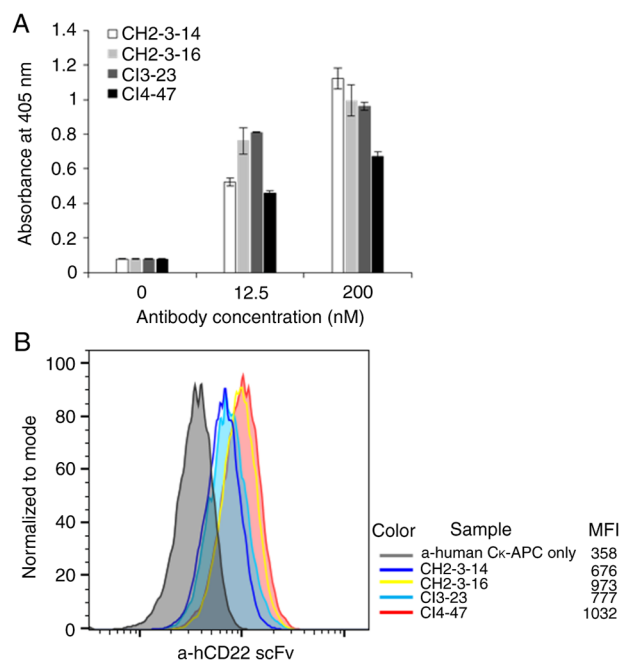 A
CH2-3-14
CH2-3-16
CI3-23
CI4-47
Absorbance at 405 nm
1.4
1.2
1
0.8
0.6
0.4
0.2
0
0 12.5 200
Antibody concentration (nM)
B
Normalized to mode
100
80
60
40
20
0
a-hCD22 scFv
Color Sample MFI
a-human Cκ-APC only 358
CH2-3-14 676
CH2-3-16 973
CI3-23 777
CI4-47 1032